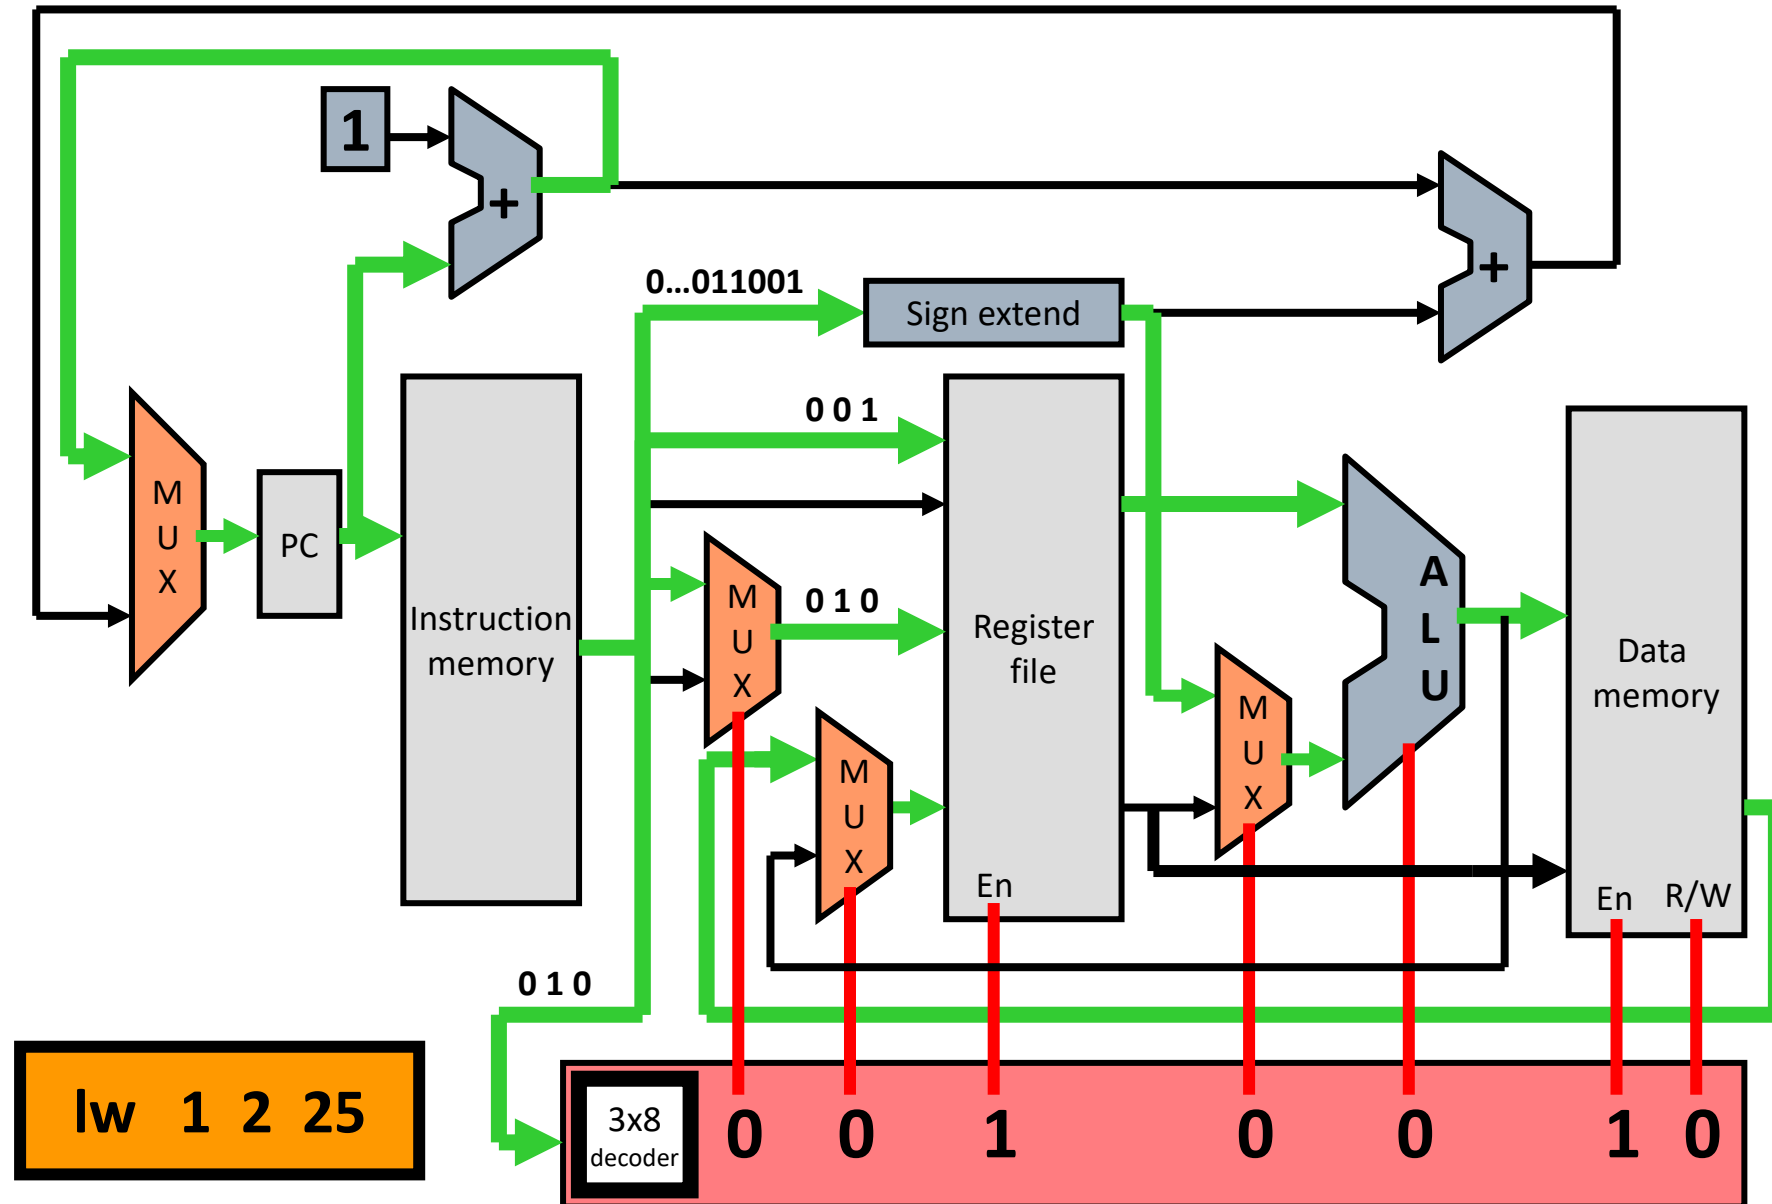 1
+
+
0...011001
Sign extend
0 0 1
M
U
X
PC
Instruction
memory
M
U
X
0 1 0
Register
file
A
L
U
Data
memory
M
U
X
M
U
X
En
En
R/W
0 1 0
lw 1 2 25
3x8
decoder
0 0 1 0 0 1 0